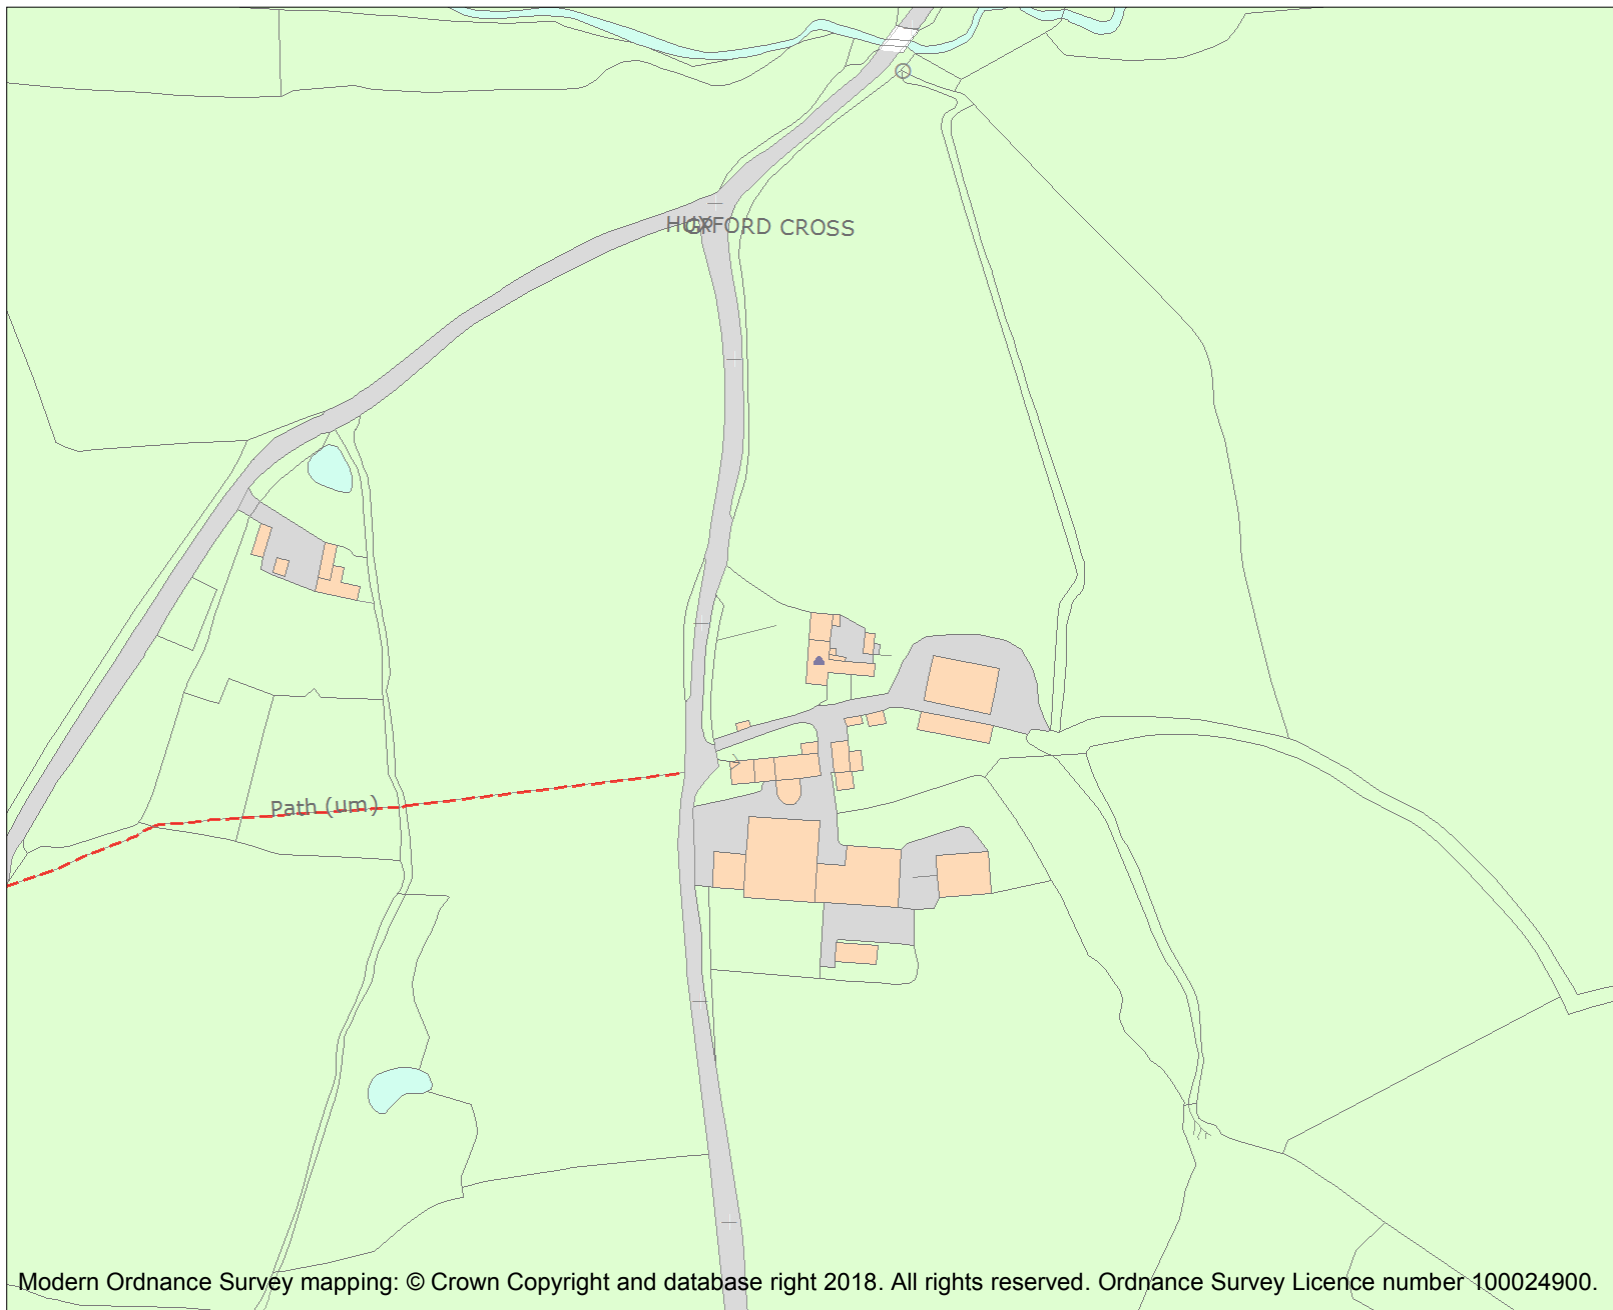 HUXFORD CROSS
Path (um)
Modern Ordnance Survey mapping: © Crown Copyright and database right 2018. All rights reserved. Ordnance Survey Licence number 100024900.